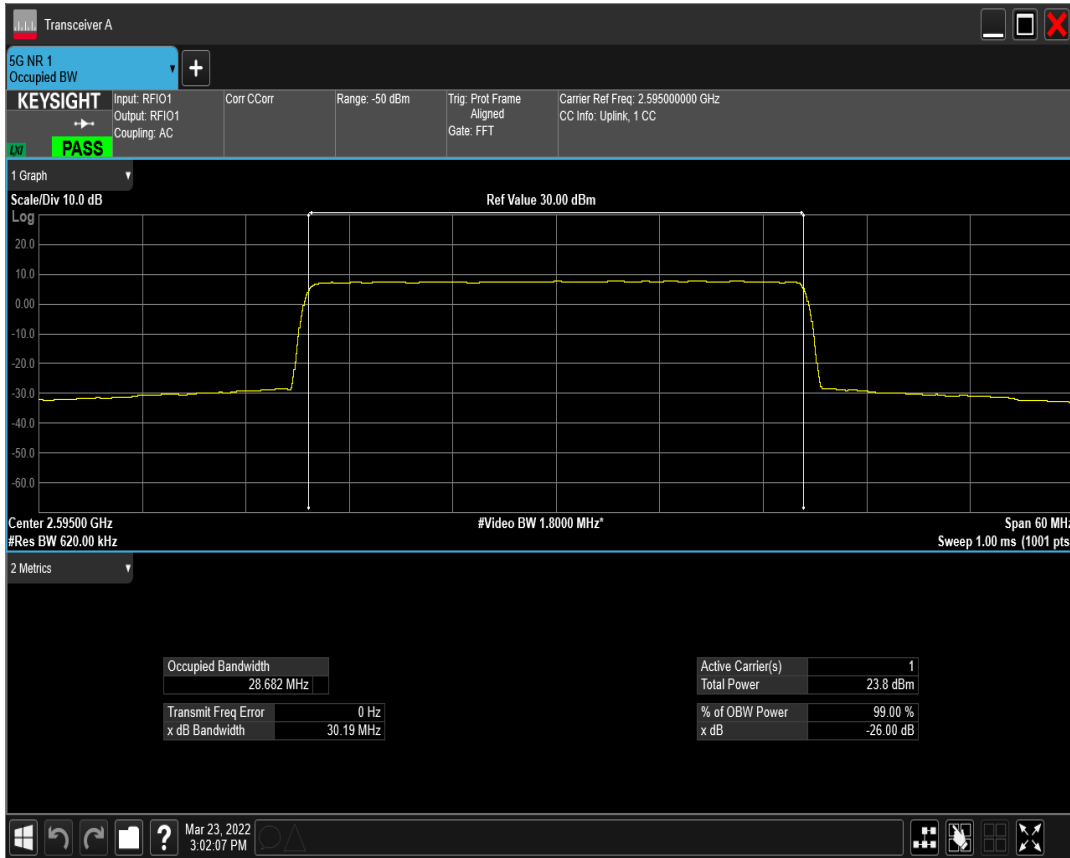 Transceiver A
5G NR 1
Occupied BW
KEYSIGHT
LXI
PASS
Input: RFIO1
Output: RFIO1
Coupling: AC
Corr CCorr
Range: -50 dBm
Trig: Prot Frame
Aligned
Gate: FFT
Carrier Ref Freq: 2.595000000 GHz
CC Info: Uplink, 1 CC
1 Graph
Scale/Div 10.0 dB
Ref Value 30.00 dBm
Log
20.0
10.0
0.00
-10.0
-20.0
-30.0
-40.0
-50.0
-60.0
Center 2.59500 GHz
#Video BW 1.8000 MHz*
Span 60 MHz
#Res BW 620.00 kHz
Sweep 1.00 ms (1001 pts
2 Metrics
Occupied Bandwidth
28.682 MHz
Transmit Freq Error 0 Hz
x dB Bandwidth 30.19 MHz
Active Carrier(s) 1
Total Power 23.8 dBm
% of OBW Power 99.00 %
x dB -26.00 dB
?
Mar 23, 2022
3:02:07 PM